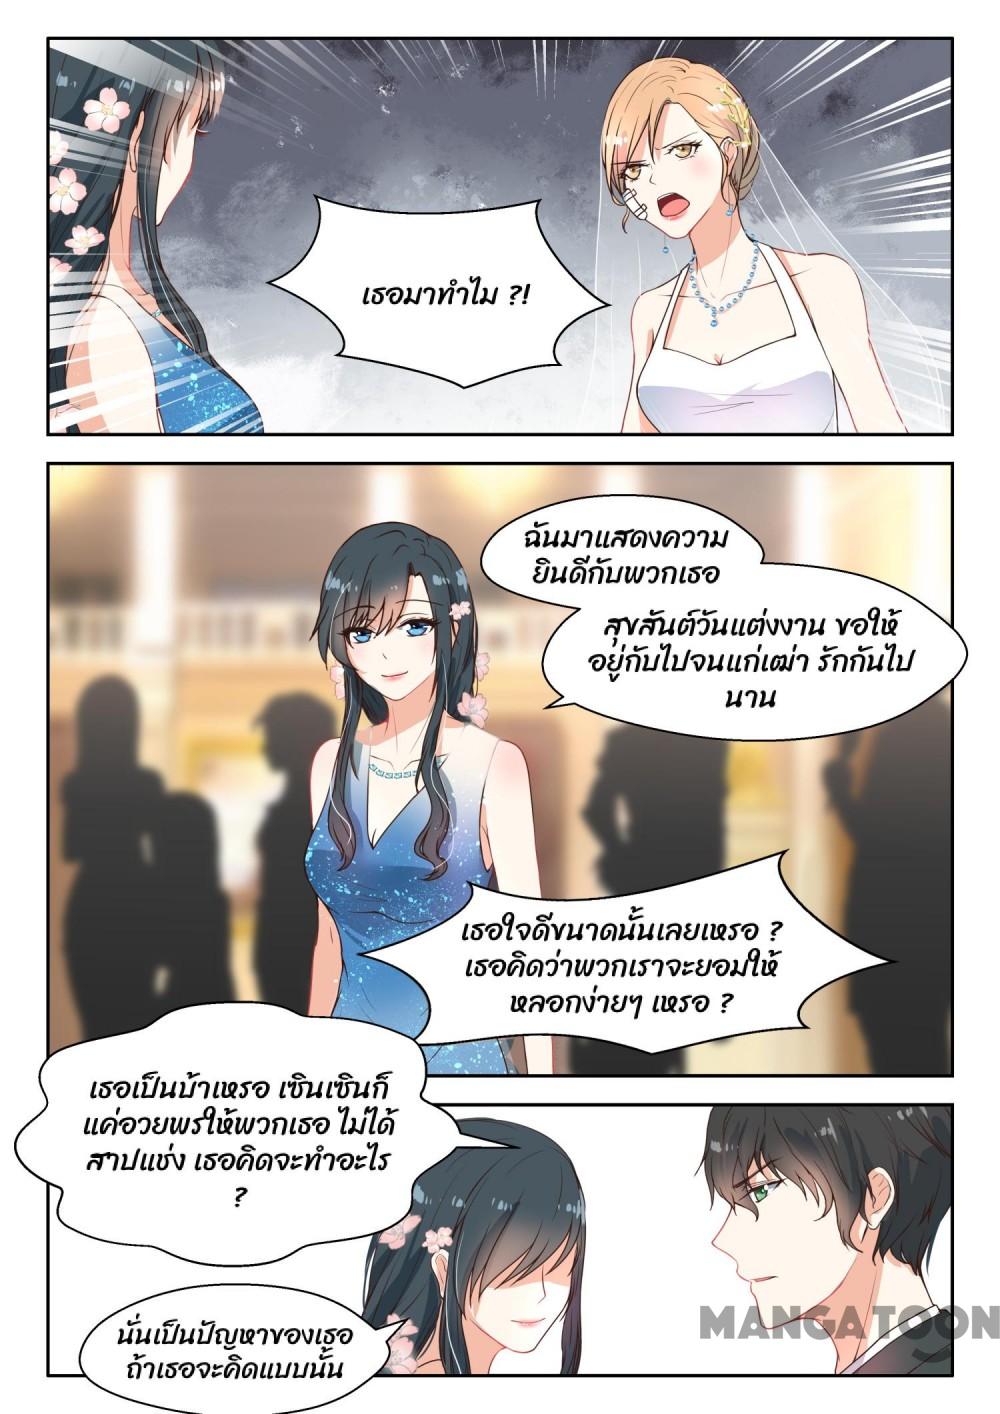 เธอมาทำไม ?!
ฉันมาแสดงความ
ยินดีกับพวกเธอ
สุขสันต์วันแต่งงาน ขอให้
อยู่กับไปจนแก่เฒ่า รักกันไป
นาน
เธอใจดีขนาดนั้นเลยเหรอ ?
เธอคิดว่าพวกเราจะยอมให้
หลอกง่ายๆ เหรอ ?
เธอเป็นบ้าเหรอ เซินเซินก็
แค่อวยพรให้พวกเธอ ไม่ได้
สาปแช่ง เธอคิดจะทำอะไร
?
นั่นเป็นปัญหาของเธอ
ถ้าเธอจะคิดแบบนั้น
MANGATOON